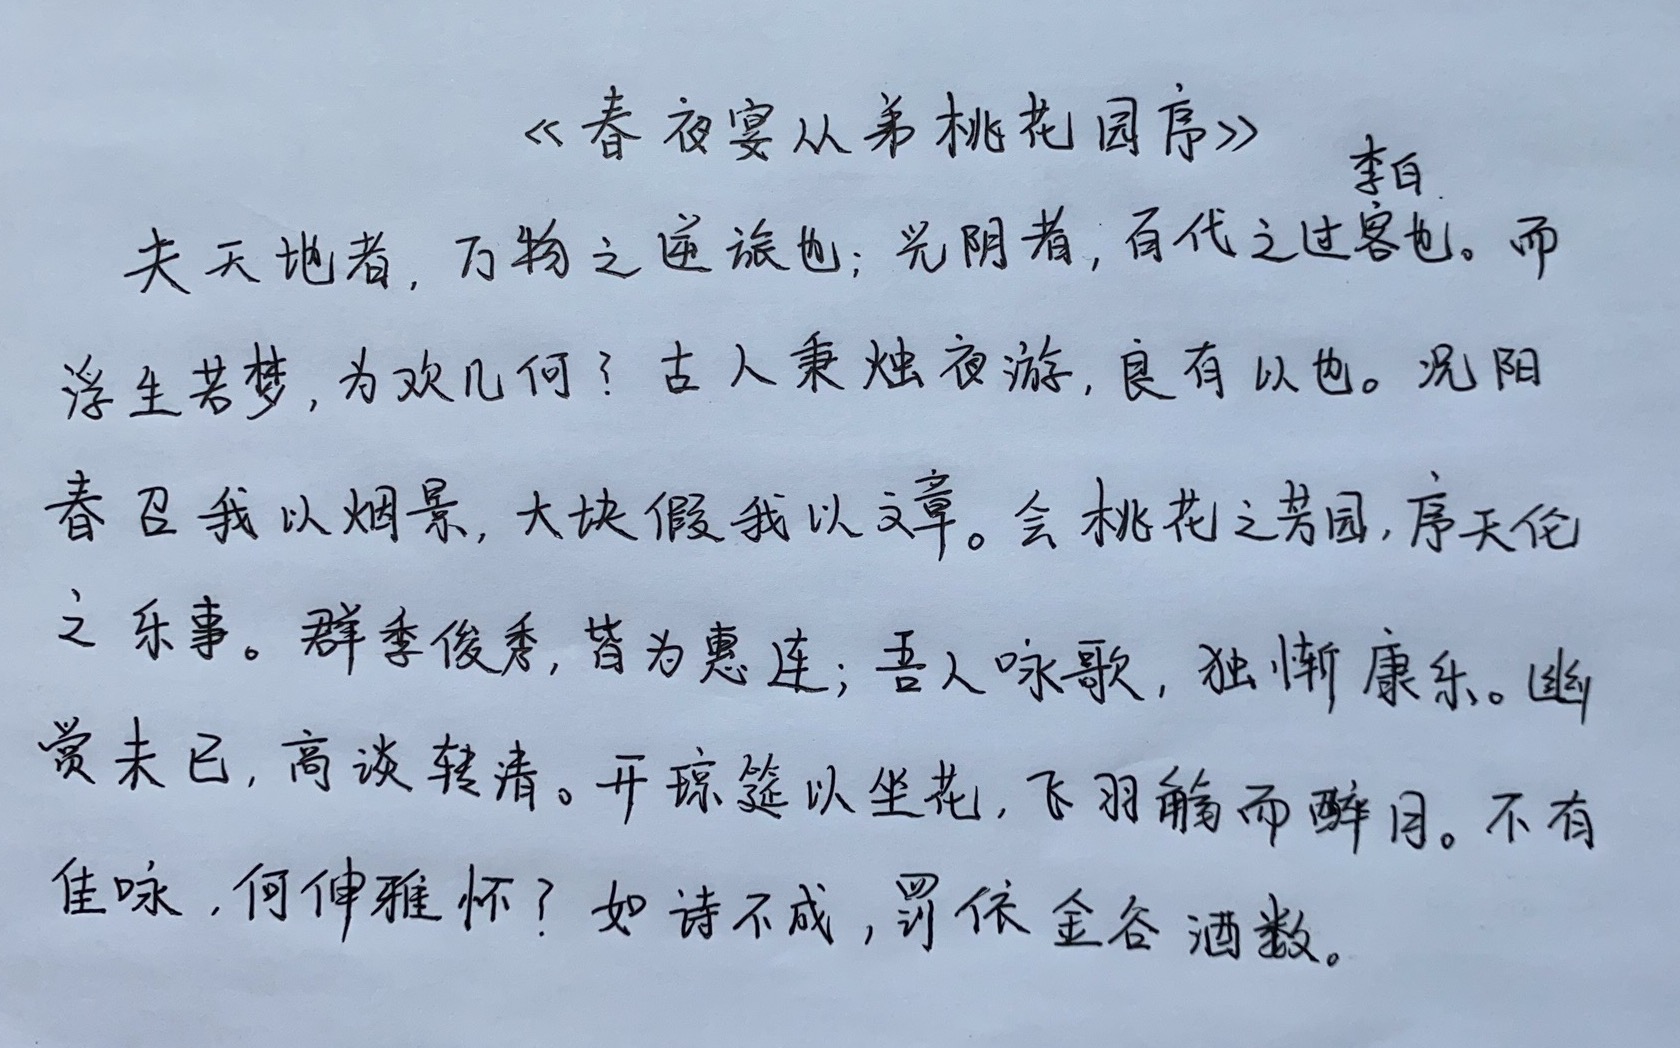 《春夜宴从弟桃花园序》
李白
夫天地者，万物之逆旅也；光阴者，百代之过客也。而
浮生若梦，为欢几何？古人秉烛夜游，良有以也。况阳
春召我以烟景，大块假我以文章。会桃花之芳园，序天伦
之乐事。群季俊秀，皆为惠连；吾人咏歌，独惭康乐。幽
赏未已，高谈转清。开琼筵以坐花，飞羽觞而醉月。不有
佳咏，何伸雅怀？如诗不成，罚依金谷酒数。